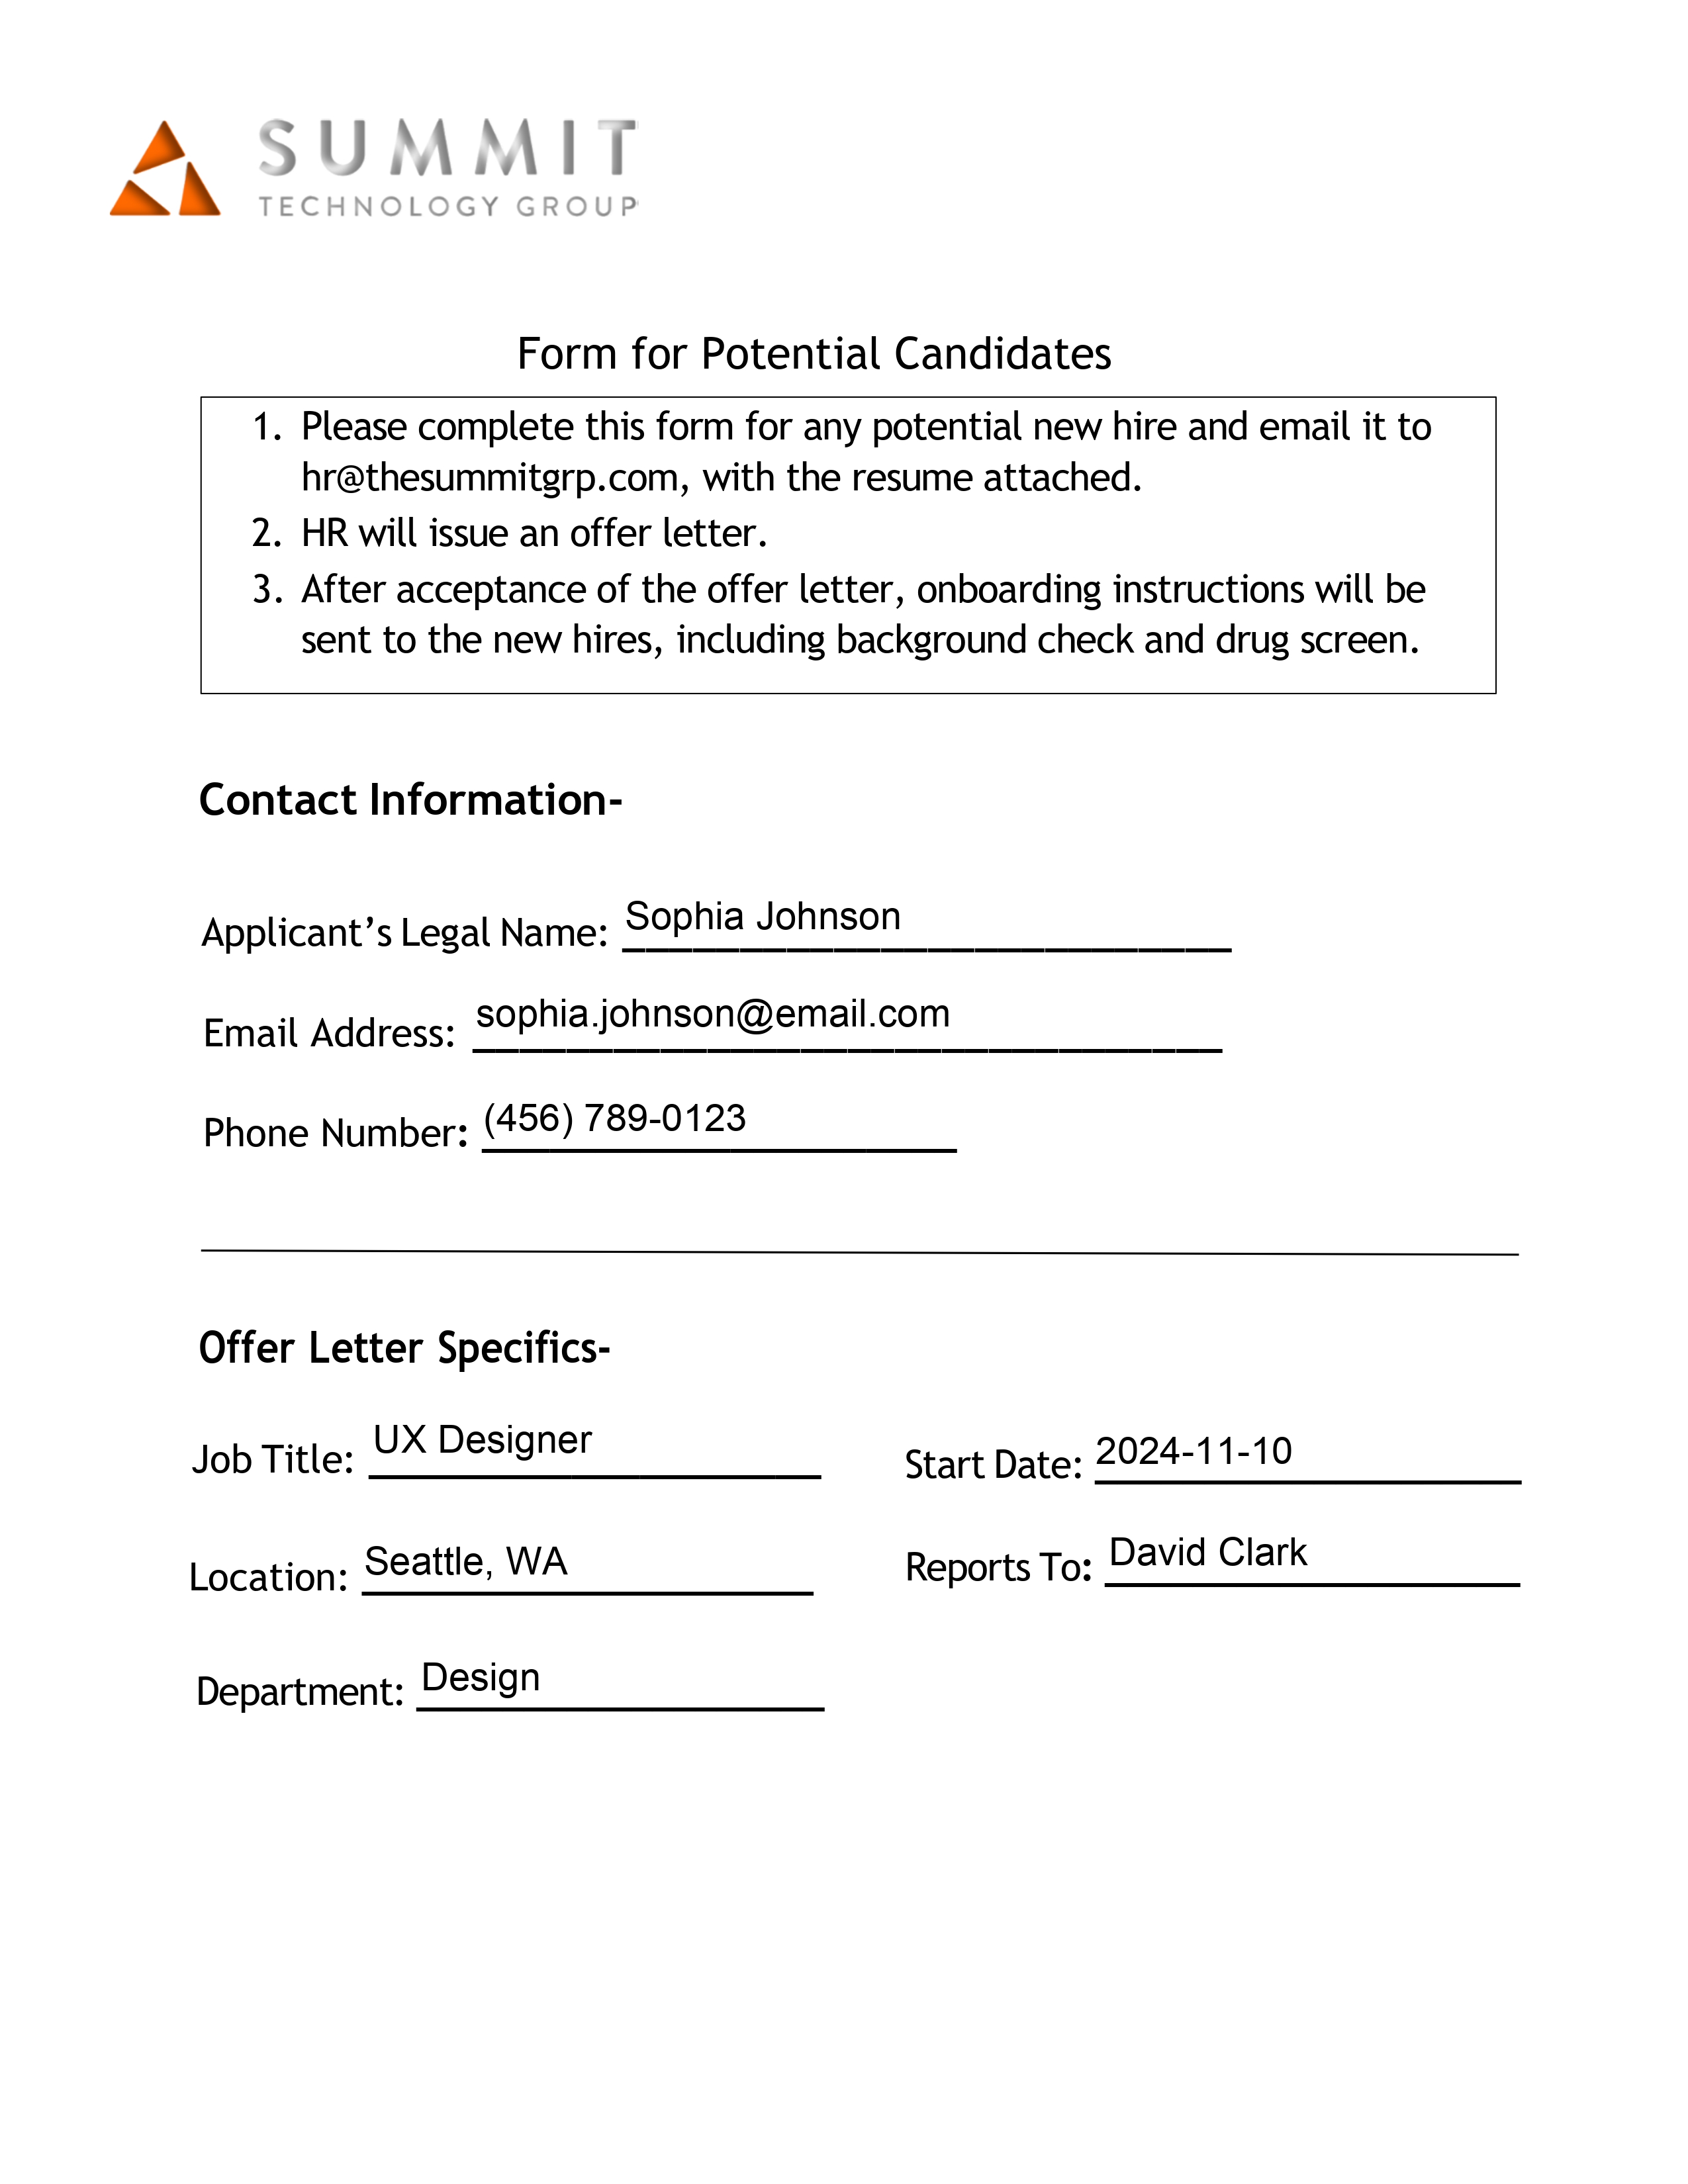 SUMMIT
TECHNOLOGY GROUP
Form for Potential Candidates
1. Please complete this form for any potential new hire and email it to
hr@thesummitgrp.com, with the resume attached.
2. HR will issue an offer letter.
3. After acceptance of the offer letter, onboarding instructions will be
sent to the new hires, including background check and drug screen.
Contact Information-
Applicant’s Legal Name: Sophia Johnson
Email Address: sophia.johnson@email.com
Phone Number: (456) 789-0123
Offer Letter Specifics-
Job Title: UX Designer
Start Date: 2024-11-10
Location: Seattle, WA
Reports To: David Clark
Department: Design